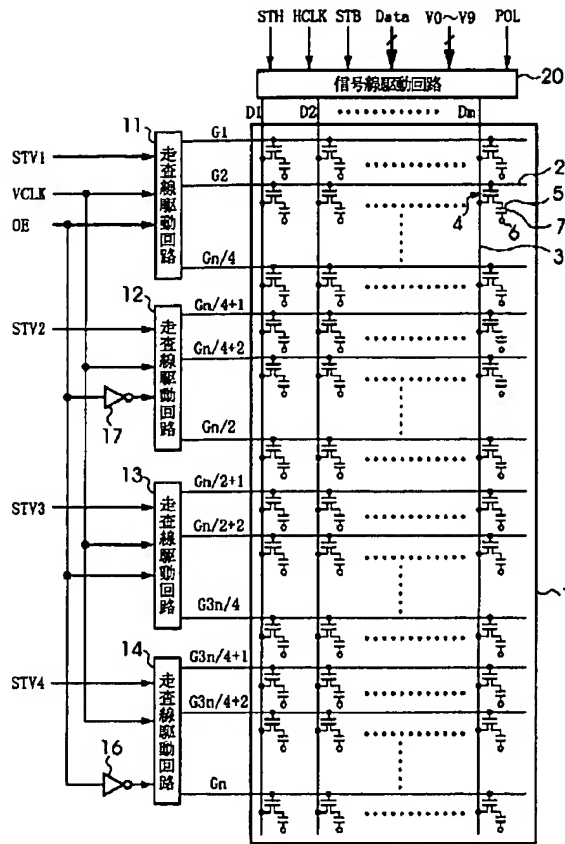 STH HCLK STB Data V0～V9 POL
信号線駆動回路
20
D1 D2 Dm
11
STV1
VCLK
OE
走査線駆動回路
G1
G2
Gn/4
2
5
4
7
6
3
12
STV2
走査線駆動回路
Gn/4+1
Gn/4+2
Gn/2
17
13
STV3
走査線駆動回路
Gn/2+1
Gn/2+2
G3n/4
14
STV4
走査線駆動回路
G3n/4+1
G3n/4+2
Gn
16